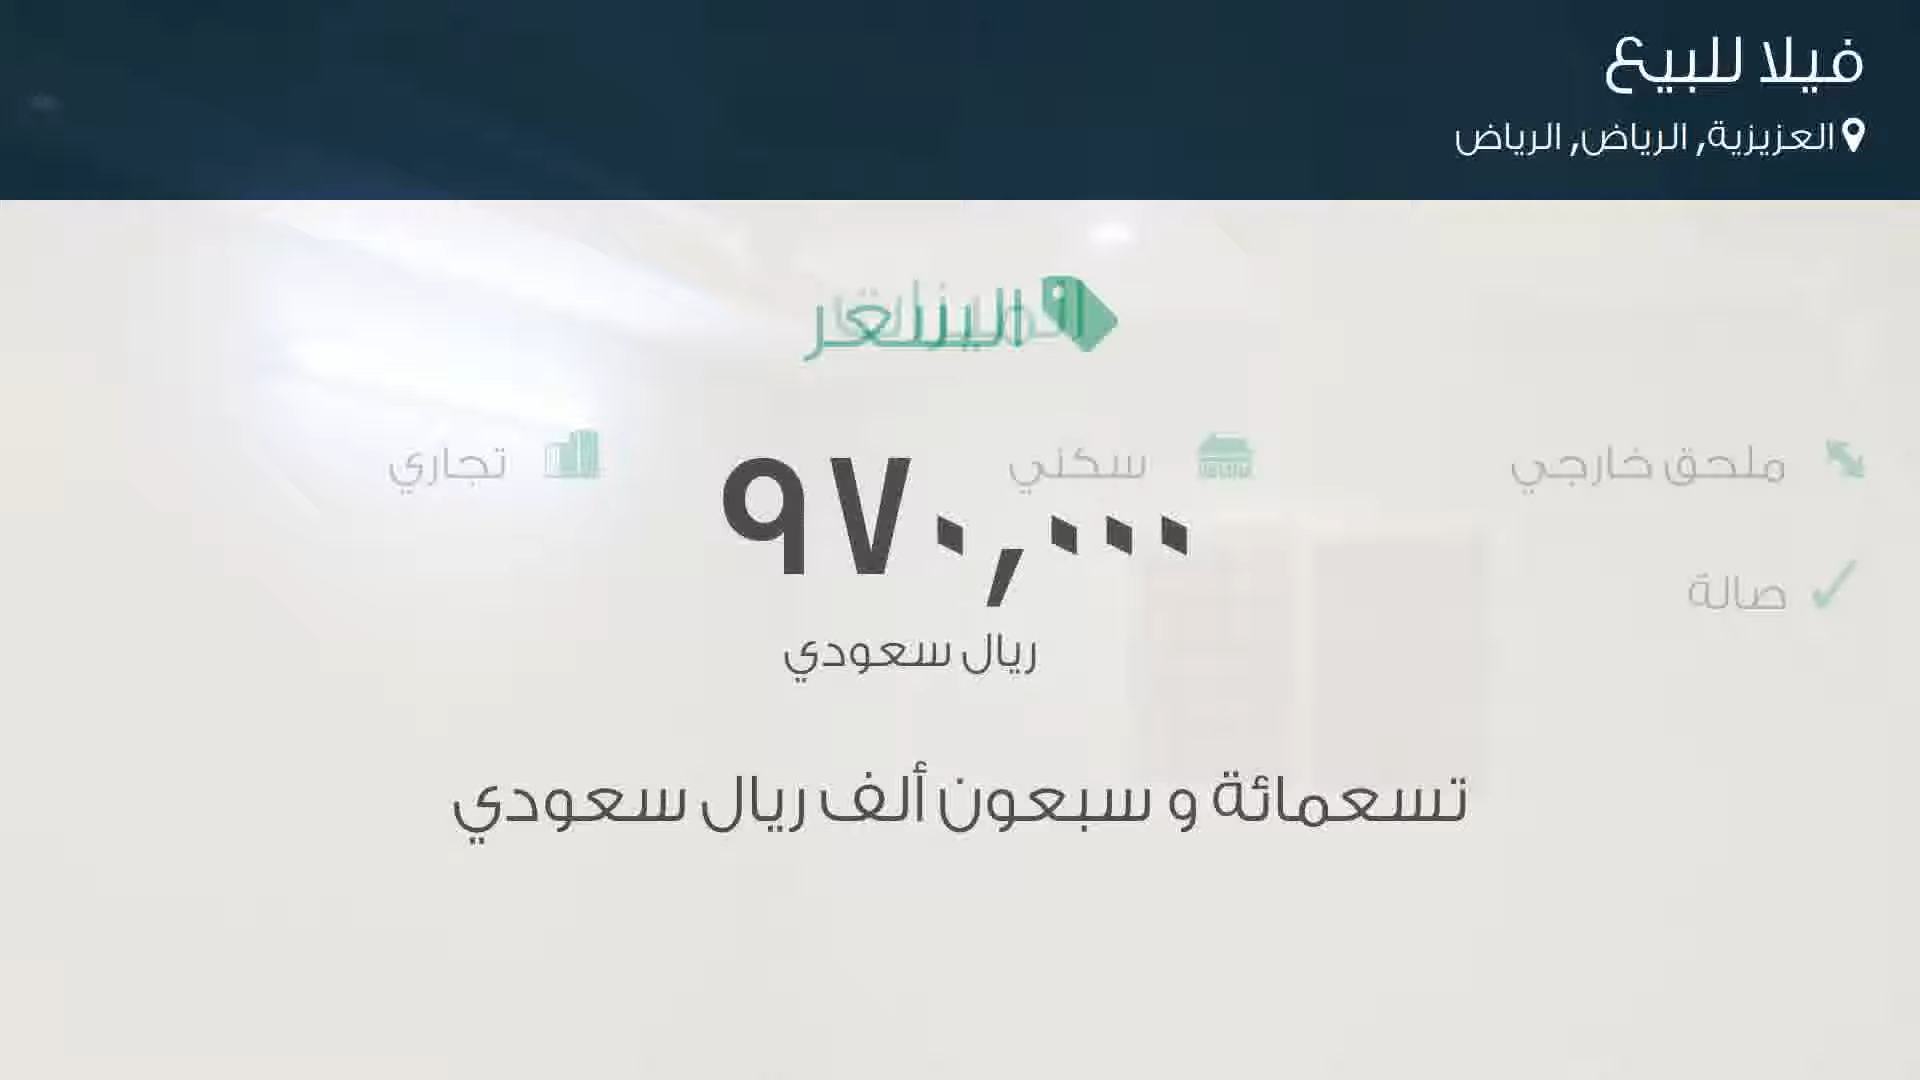 فيلا للبيع
العزيزية, الرياض, الرياض
السعر
ملحق خارجي سكني تجاري
٩٧٠,٠٠٠
صالة
ريال سعودي
تسعمائة و سبعون ألف ريال سعودي